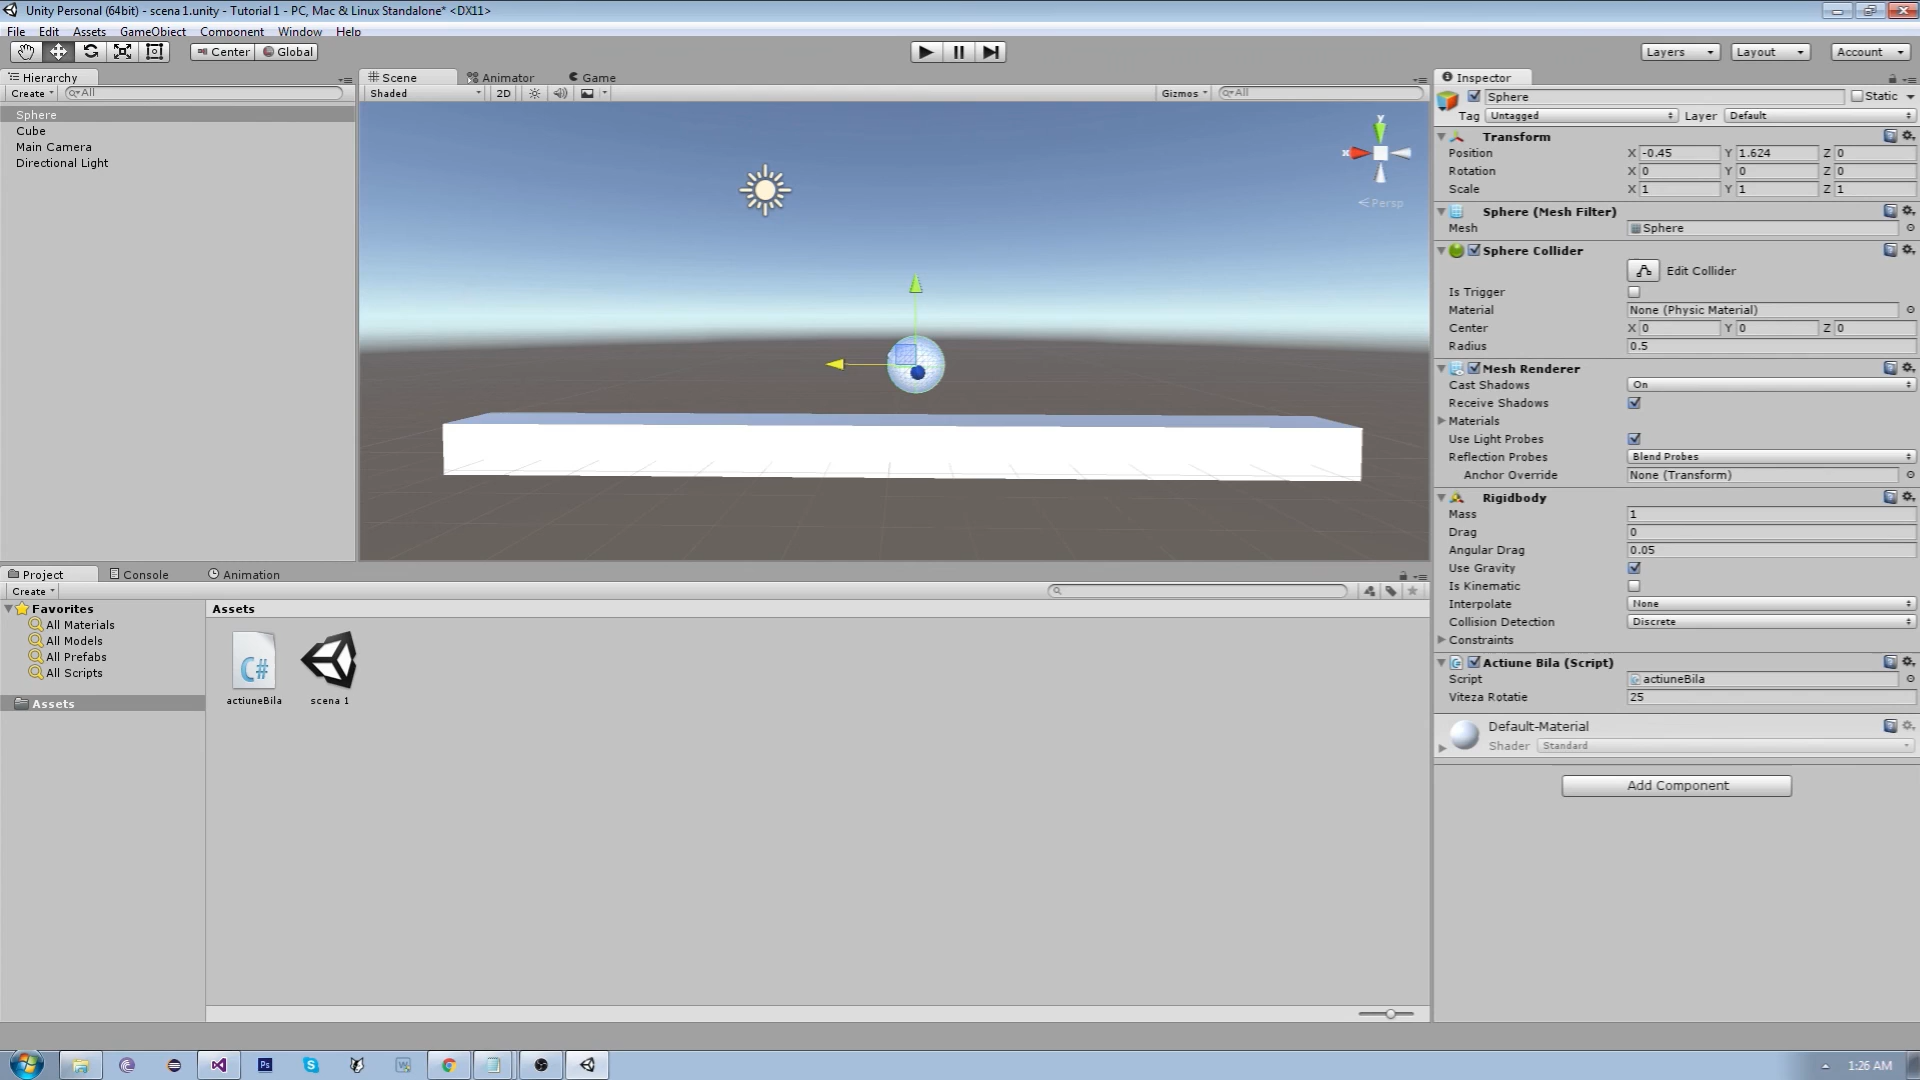 Unity Personal (64bit) - scena 1.unity - Tutorial 1 - PC, Mac & Linux Standalone* <DX11>
File Edit Assets GameObject Component Window Help
Center Global
Layers Layout Account
Hierarchy
Create All
Sphere
Cube
Main Camera
Directional Light
Scene Animator Game
Shaded 2D Gizmos All
y
x
Persp
Project Console Animation
Create
Favorites
All Materials
All Models
All Prefabs
All Scripts
Assets
Assets
C#
actiuneBila scena 1
Inspector
Sphere Static
Tag Untagged Layer Default
Transform
Position X -0.45 Y 1.624 Z 0
Rotation X 0 Y 0 Z 0
Scale X 1 Y 1 Z 1
Sphere (Mesh Filter)
Mesh Sphere
Sphere Collider
Edit Collider
Is Trigger
Material None (Physic Material)
Center X 0 Y 0 Z 0
Radius 0.5
Mesh Renderer
Cast Shadows On
Receive Shadows
Materials
Use Light Probes
Reflection Probes Blend Probes
Anchor Override None (Transform)
Rigidbody
Mass 1
Drag 0
Angular Drag 0.05
Use Gravity
Is Kinematic
Interpolate None
Collision Detection Discrete
Constraints
Actiune Bila (Script)
Script actiuneBila
Viteza Rotatie 25
Default-Material
Shader Standard
Add Component
Ps
1:26 AM